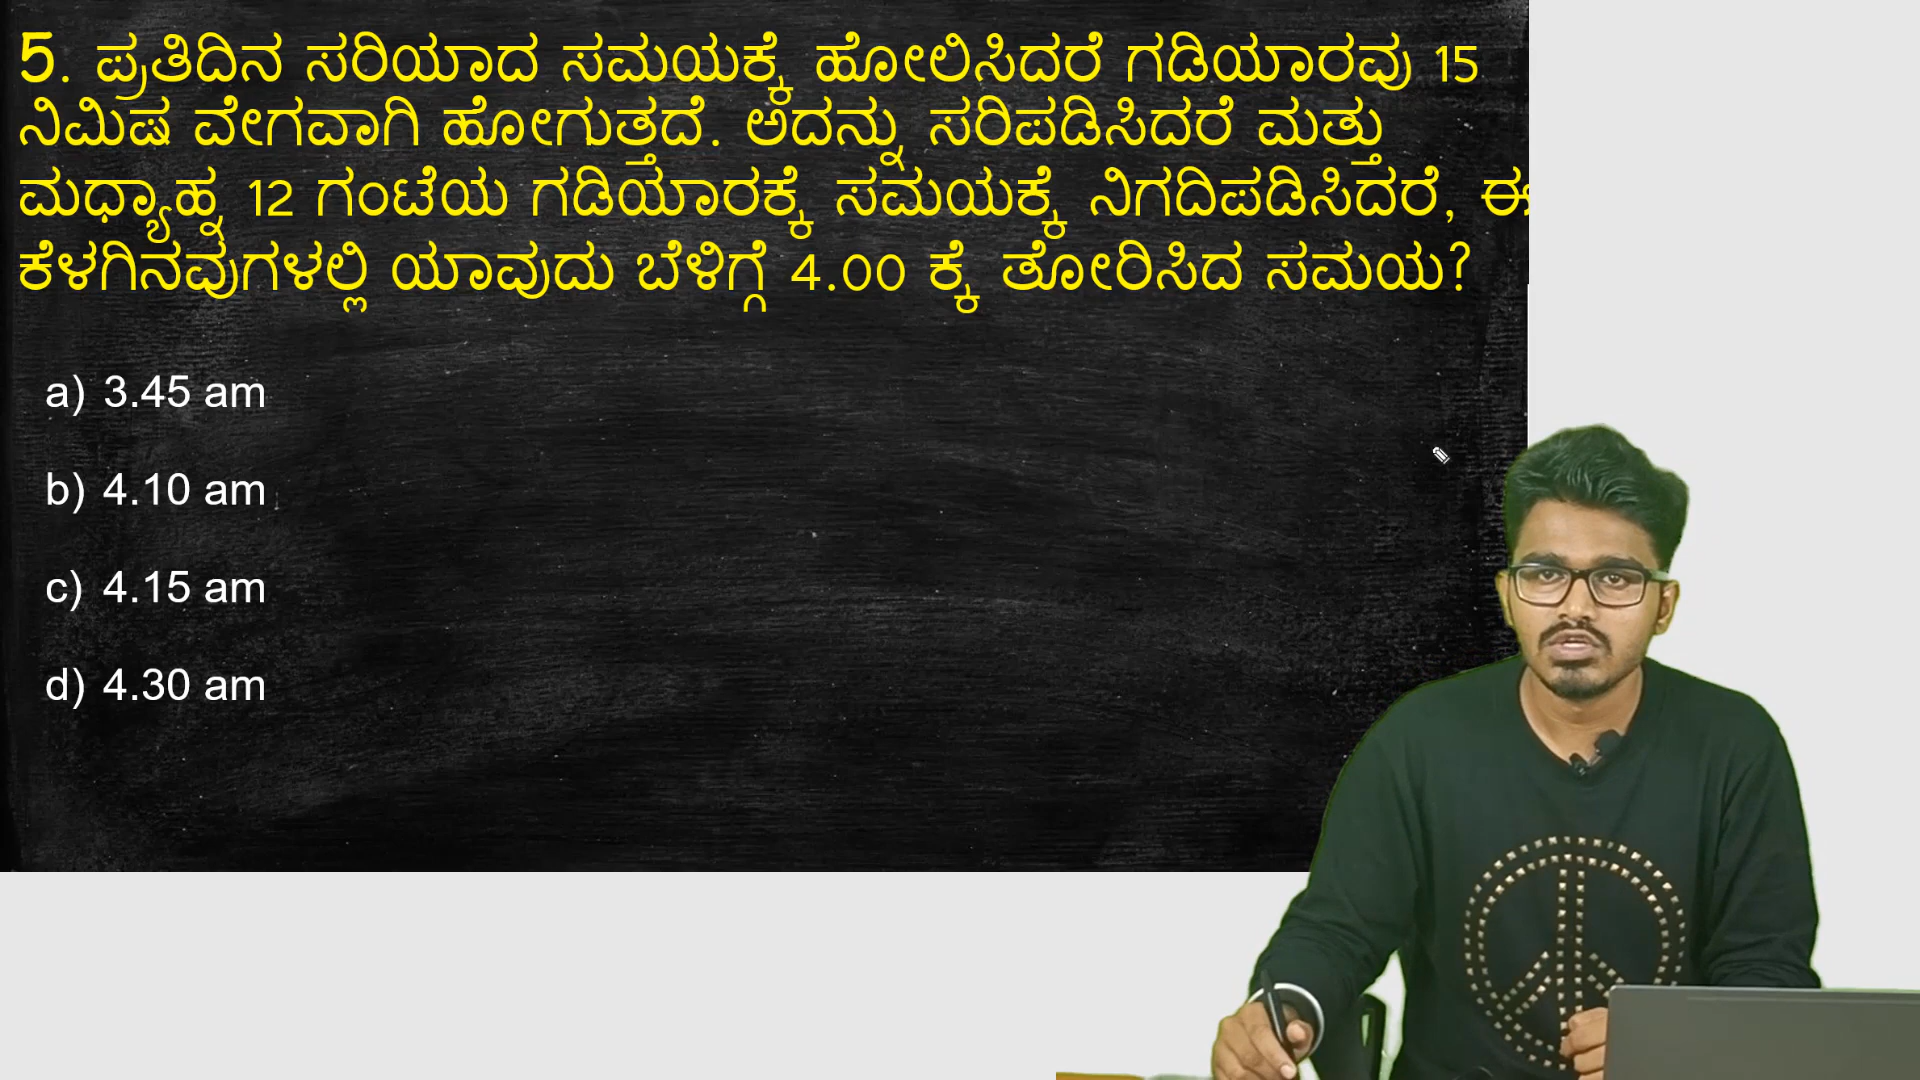 5. ಪ್ರತಿದಿನ ಸರಿಯಾದ ಸಮಯಕ್ಕೆ ಹೋಲಿಸಿದರೆ ಗಡಿಯಾರವು 15
ನಿಮಿಷ ವೇಗವಾಗಿ ಹೋಗುತ್ತದೆ. ಅದನ್ನು ಸರಿಪಡಿಸಿದರೆ ಮತ್ತು
ಮಧ್ಯಾಹ್ನ 12 ಗಂಟೆಯ ಗಡಿಯಾರಕ್ಕೆ ಸಮಯಕ್ಕೆ ನಿಗದಿಪಡಿಸಿದರೆ, ಈ
ಕೆಳಗಿನವುಗಳಲ್ಲಿ ಯಾವುದು ಬೆಳಿಗ್ಗೆ 4.00 ಕ್ಕೆ ತೋರಿಸಿದ ಸಮಯ?
a) 3.45 am
b) 4.10 am
c) 4.15 am
d) 4.30 am